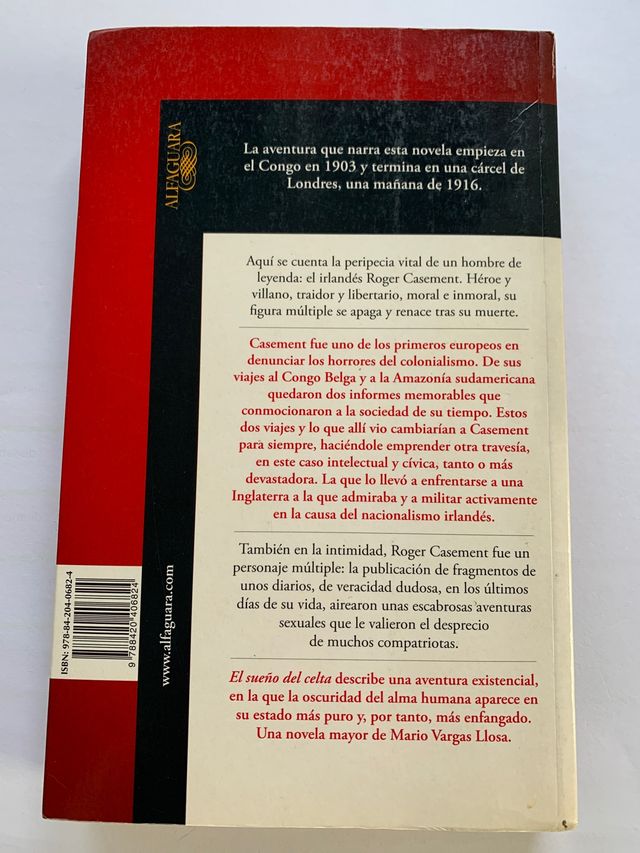 ALFAGUARA
La aventura que narra esta novela empieza en
el Congo en 1903 y termina en una cárcel de
Londres, una mañana de 1916.
Aquí se cuenta la peripecia vital de un hombre de
leyenda: el irlandés Roger Casement. Héroe y
villano, traidor y libertario, moral e inmoral, su
figura múltiple se apaga y renace tras su muerte.
Casement fue uno de los primeros europeos en
denunciar los horrores del colonialismo. De sus
viajes al Congo Belga y a la Amazonía sudamericana
quedaron dos informes memorables que
conmocionaron a la sociedad de su tiempo. Estos
dos viajes y lo que allí vio cambiarían a Casement
para siempre, haciéndole emprender otra travesía,
en este caso intelectual y cívica, tanto o más
devastadora. La que lo llevó a enfrentarse a una
Inglaterra a la que admiraba y a militar activamente
en la causa del nacionalismo irlandés.
También en la intimidad, Roger Casement fue un
personaje múltiple: la publicación de fragmentos de
unos diarios, de veracidad dudosa, en los últimos
días de su vida, airearon unas escabrosas aventuras
sexuales que le valieron el desprecio
de muchos compatriotas.
El sueño del celta describe una aventura existencial,
en la que la oscuridad del alma humana aparece en
su estado más puro y, por tanto, más enfangado.
Una novela mayor de Mario Vargas Llosa.
www.alfaguara.com
ISBN: 978-84-204-0682-4
9 788420 406824